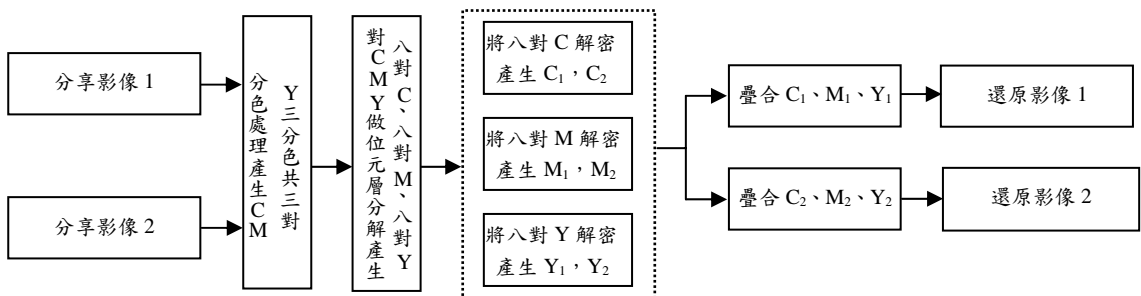 分享影像 1
分享影像 2
分色處理產生CM
Y三分色共三對
對CMY做位元層分解產生
八對C、八對M、八對Y
將八對 C 解密
產生 C₁，C₂
將八對 M 解密
產生 M₁，M₂
將八對 Y 解密
產生 Y₁，Y₂
疊合 C₁、M₁、Y₁
還原影像 1
疊合 C₂、M₂、Y₂
還原影像 2